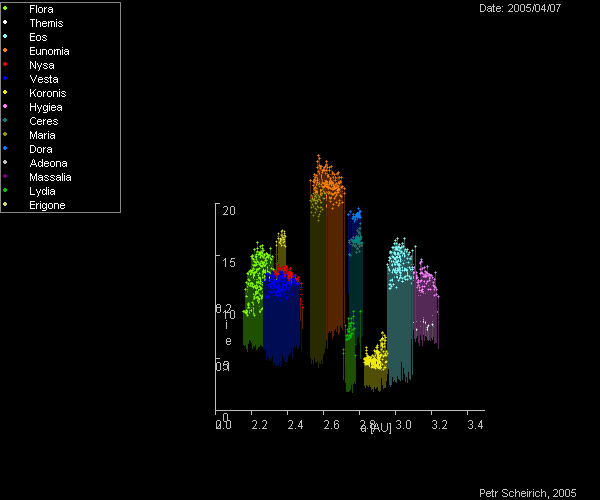 Date: 2005/04/07
Flora
Themis
Eos
Eunomia
Nysa
Vesta
Koronis
Hygiea
Ceres
Maria
Dora
Adeona
Massalia
Lydia
Erigone
20
15
10
0.2
i
e
0
2.0
2.2
2.4
2.6
2.8
3.0
3.2
3.4
a [AU]
Petr Scheirich, 2005